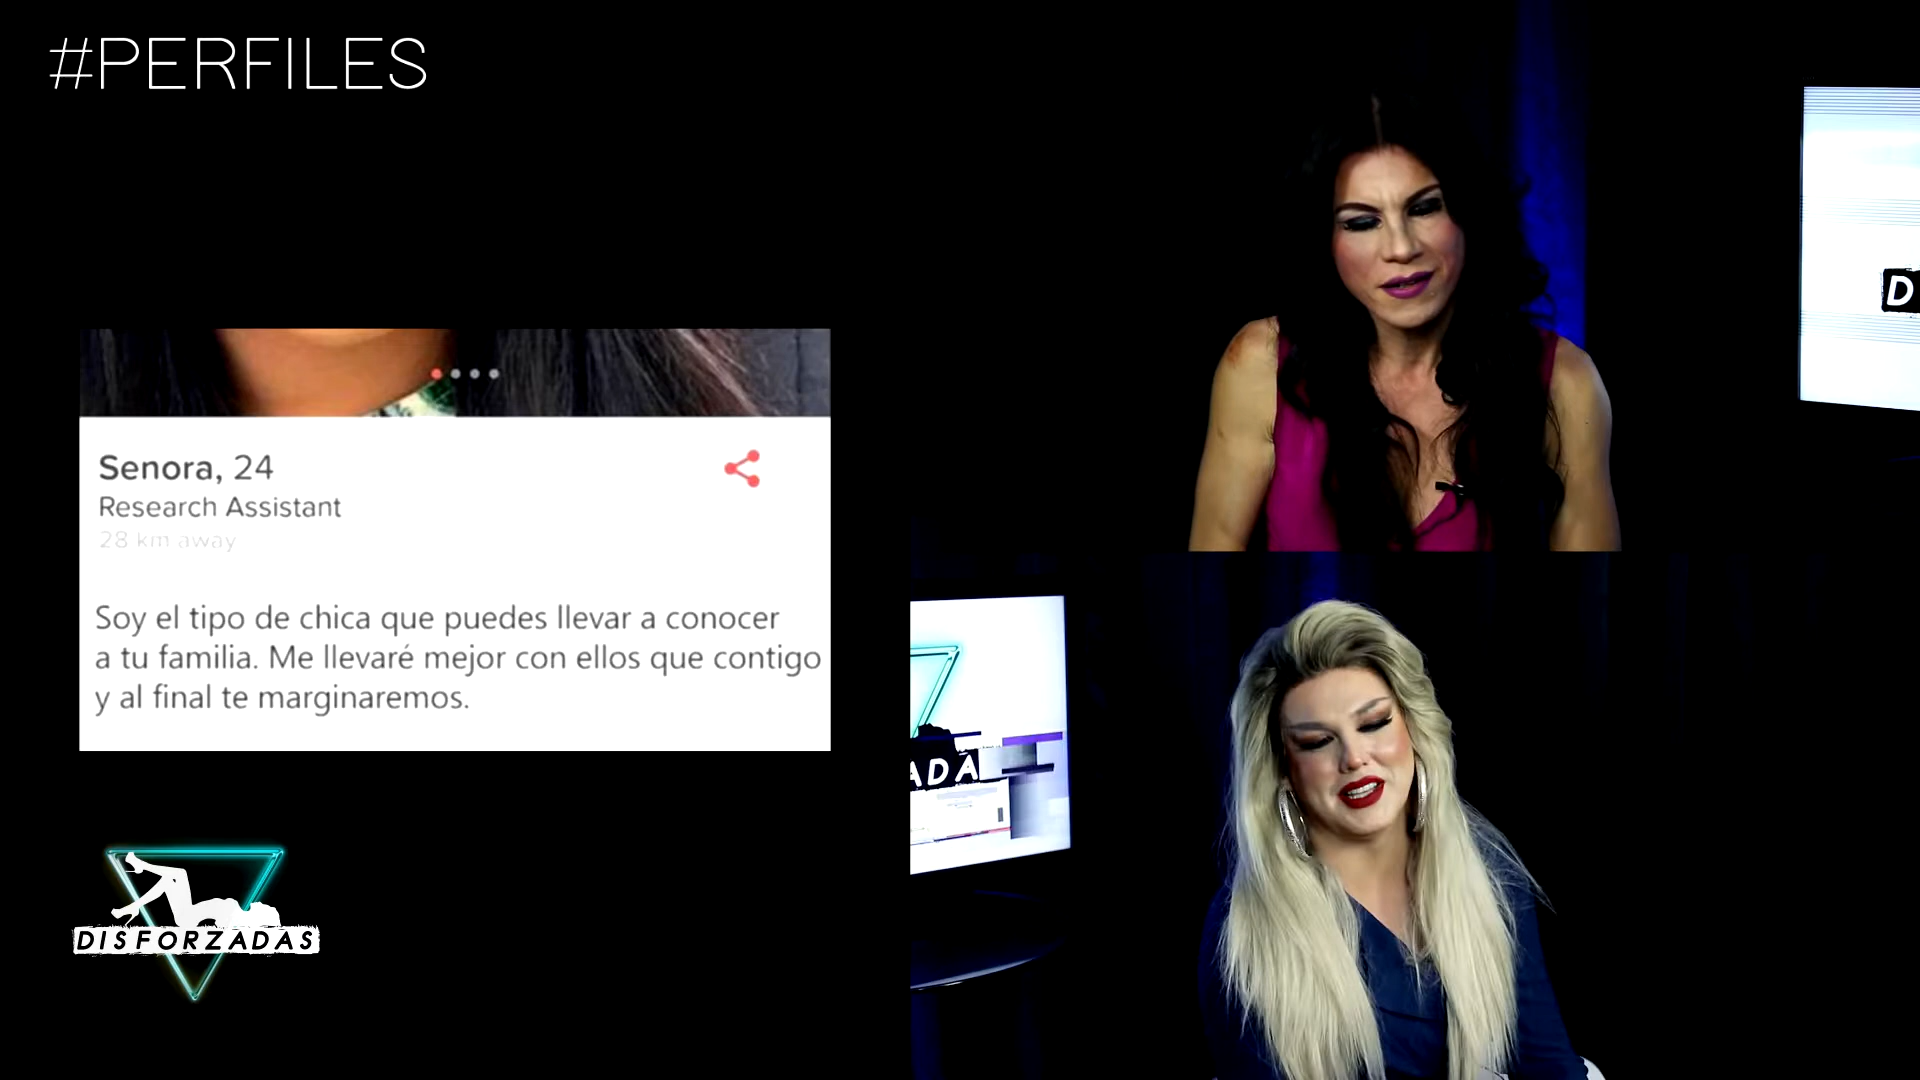 #PERFILES
D
Senora, 24
Research Assistant
28 km away
Soy el tipo de chica que puedes llevar a conocer
a tu familia. Me llevaré mejor con ellos que contigo
y al final te marginaremos.
ADA
DISFORZADAS